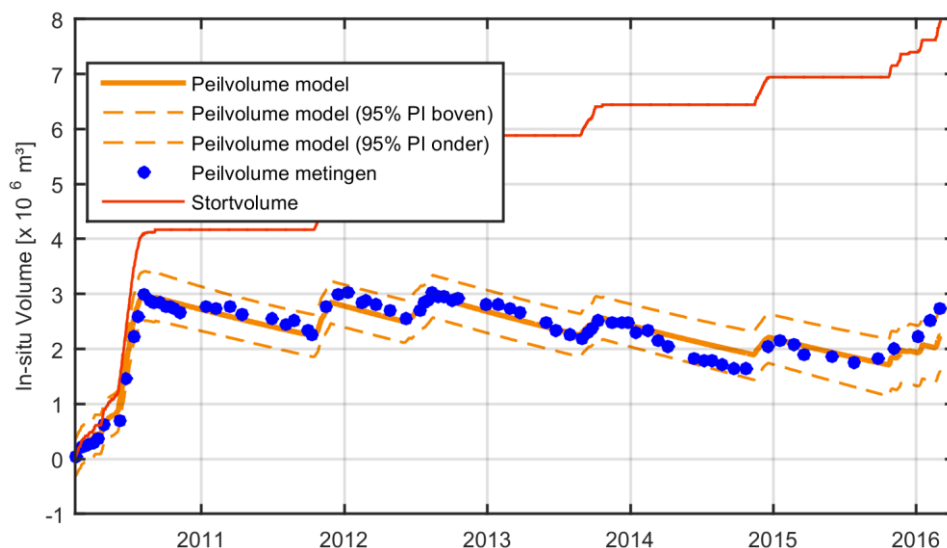 8
7
6
5
4
3
2
1
0
-1
In-situ Volume [x 10 6 m³]
Peilvolume model
Peilvolume model (95% PI boven)
Peilvolume model (95% PI onder)
Peilvolume metingen
Stortvolume
2011 2012 2013 2014 2015 2016